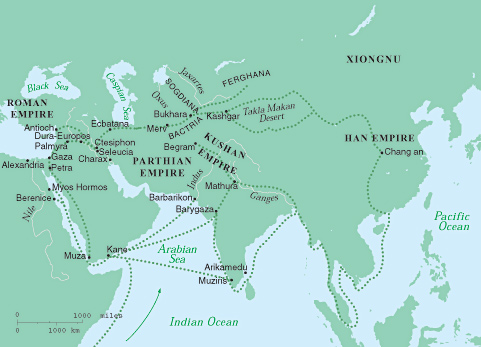 XIONGNU
Black Sea
Caspian
Sea
Jaxartes
Oxus
SOGDIANA
FERGHANA
ROMAN
EMPIRE
Bukhara
Kashgar
Takla Makan
Desert
Antioch
Ecbatana
Merv
BACTRIA
Dura-Europos
Palmyra
Ctesiphon
Seleucia
Begram
KUSHAN
EMPIRE
HAN EMPIRE
Chang an
Gaza
Alexandria
Petra
Charax
PARTHIAN
EMPIRE
Indus
Mathura
Ganges
Myos Hormos
Berenice
Nile
Barbarikon
Barygaza
Pacific
Ocean
Muza
Kane
Arabian
Sea
Arikamedu
Muziris
0 1000 miles
0 1000 km
Indian Ocean